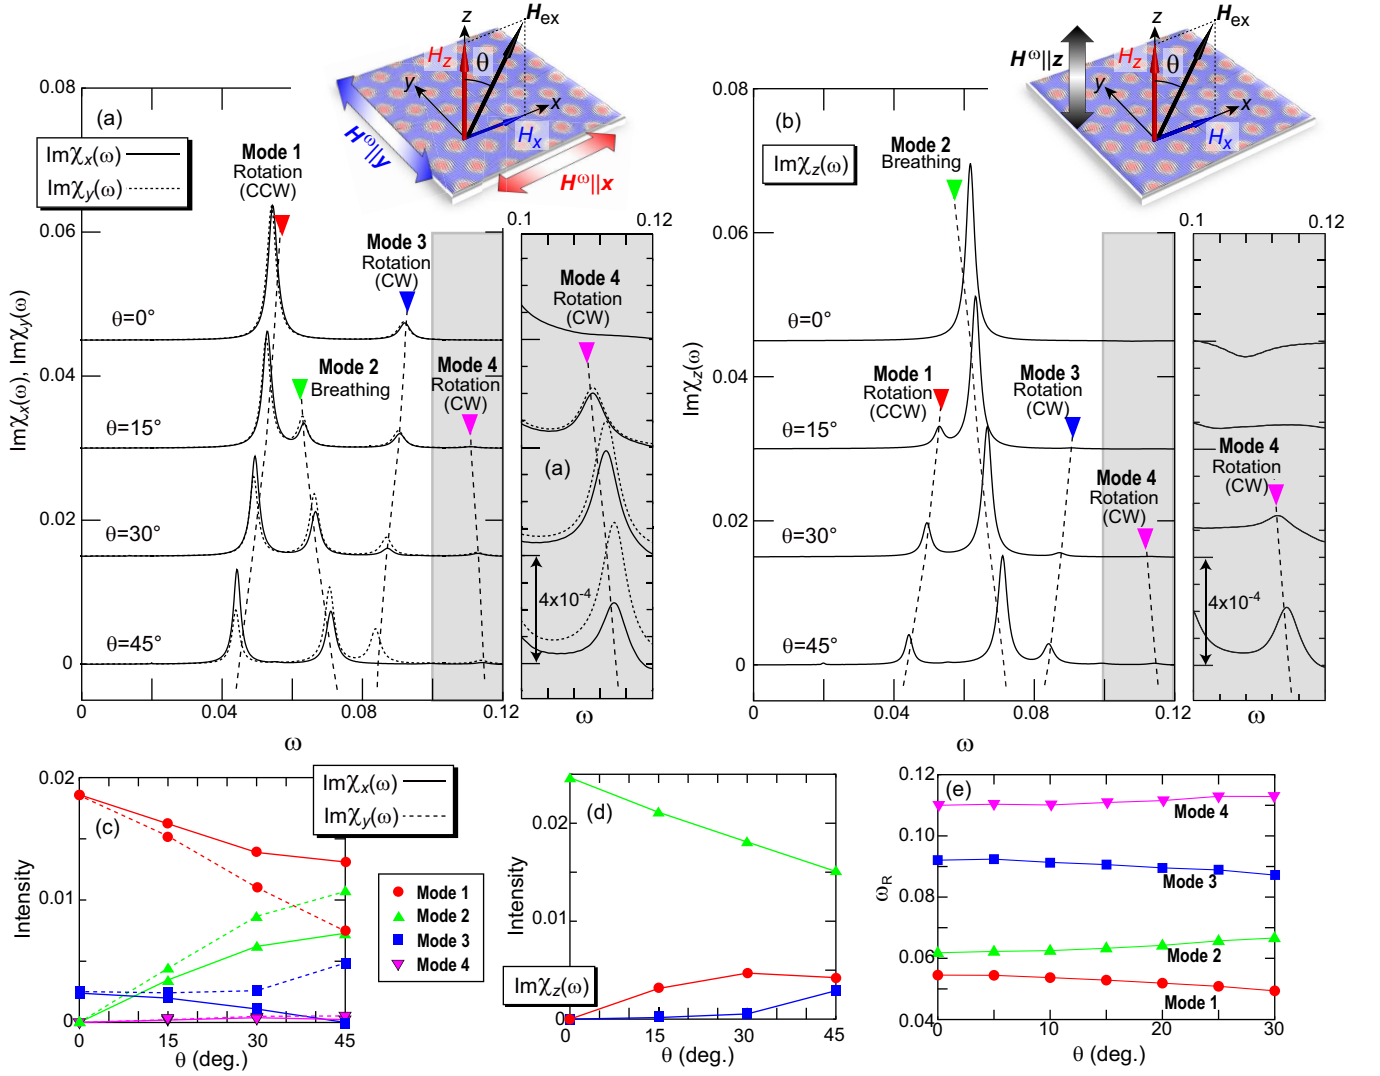 (a)
Imχx(ω)
Imχy(ω)
z
Hex
Hz
θ
y
x
Hx
Hω||y
Hω||x
Mode 1
Rotation
(CCW)
Mode 3
Rotation
(CW)
Mode 2
Breathing
Mode 4
Rotation
(CW)
θ=0°
θ=15°
θ=30°
θ=45°
0.08
0.06
0.04
0.02
0
Imχx(ω), Imχy(ω)
0 0.04 0.08 0.12
ω
0.1 0.12
Mode 4
Rotation
(CW)
(a)
4x10-4
ω
(b)
Imχz(ω)
z
Hex
Hω||z
Hz
θ
y
x
Hx
Mode 2
Breathing
Mode 1
Rotation
(CCW)
Mode 3
Rotation
(CW)
Mode 4
Rotation
(CW)
θ=0°
θ=15°
θ=30°
θ=45°
0.08
0.06
0.04
0.02
0
Imχz(ω)
0 0.04 0.08 0.12
ω
0.1 0.12
Mode 4
Rotation
(CW)
4x10-4
ω
(c)
Imχx(ω)
Imχy(ω)
0.02
0.01
0
Intensity
0 15 30 45
θ (deg.)
Mode 1
Mode 2
Mode 3
Mode 4
(d)
Imχz(ω)
0.02
0.01
0
Intensity
0 15 30 45
θ (deg.)
(e)
0.12
0.10
0.08
0.06
0.04
ωR
Mode 4
Mode 3
Mode 2
Mode 1
0 10 20 30
θ (deg.)